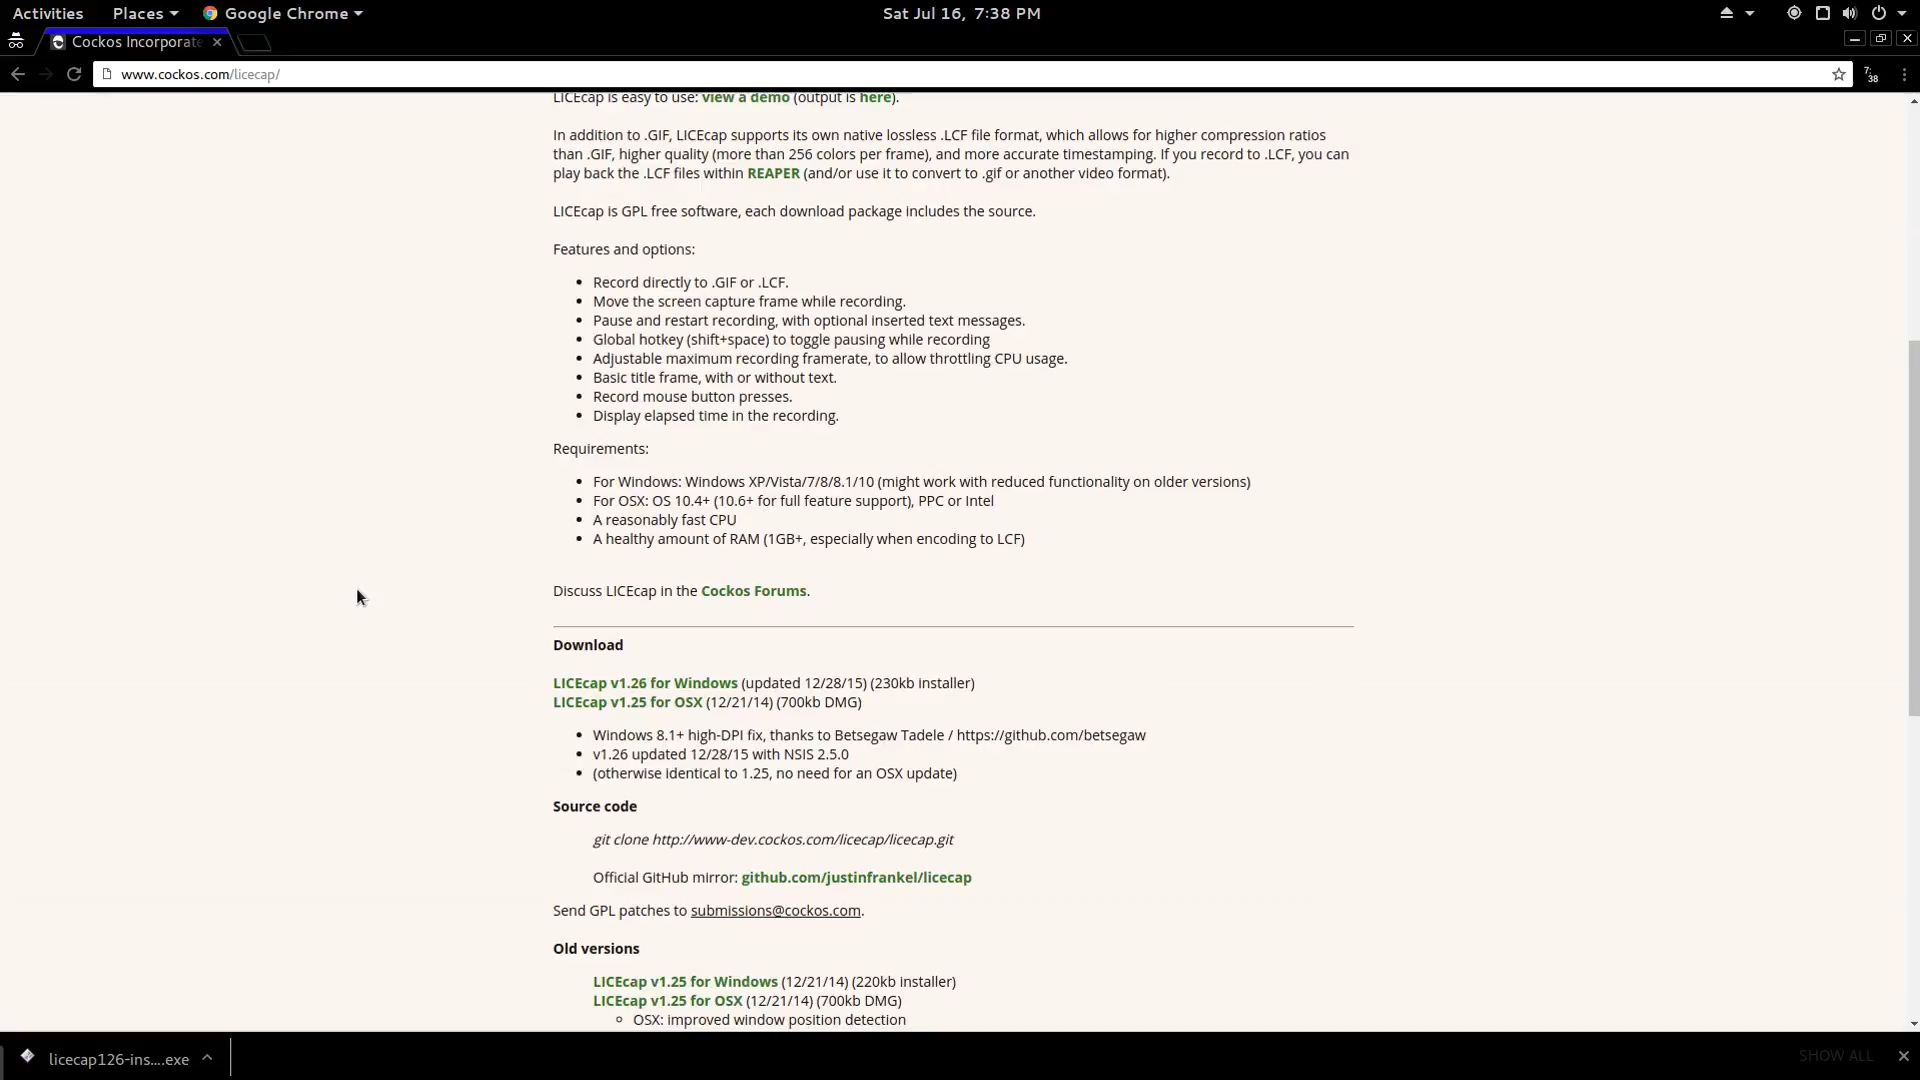 Activities Places Google Chrome Sat Jul 16, 7:38 PM
Cockos Incorporate
www.cockos.com/licecap/ 7: 38
LICEcap is easy to use: view a demo (output is here).
In addition to .GIF, LICEcap supports its own native lossless .LCF file format, which allows for higher compression ratios
than .GIF, higher quality (more than 256 colors per frame), and more accurate timestamping. If you record to .LCF, you can
play back the .LCF files within REAPER (and/or use it to convert to .gif or another video format).
LICEcap is GPL free software, each download package includes the source.
Features and options:
Record directly to .GIF or .LCF.
Move the screen capture frame while recording.
Pause and restart recording, with optional inserted text messages.
Global hotkey (shift+space) to toggle pausing while recording
Adjustable maximum recording framerate, to allow throttling CPU usage.
Basic title frame, with or without text.
Record mouse button presses.
Display elapsed time in the recording.
Requirements:
For Windows: Windows XP/Vista/7/8/8.1/10 (might work with reduced functionality on older versions)
For OSX: OS 10.4+ (10.6+ for full feature support), PPC or Intel
A reasonably fast CPU
A healthy amount of RAM (1GB+, especially when encoding to LCF)
Discuss LICEcap in the Cockos Forums.
Download
LICEcap v1.26 for Windows (updated 12/28/15) (230kb installer)
LICEcap v1.25 for OSX (12/21/14) (700kb DMG)
Windows 8.1+ high-DPI fix, thanks to Betsegaw Tadele / https://github.com/betsegaw
v1.26 updated 12/28/15 with NSIS 2.5.0
(otherwise identical to 1.25, no need for an OSX update)
Source code
git clone http://www-dev.cockos.com/licecap/licecap.git
Official GitHub mirror: github.com/justinfrankel/licecap
Send GPL patches to submissions@cockos.com.
Old versions
LICEcap v1.25 for Windows (12/21/14) (220kb installer)
LICEcap v1.25 for OSX (12/21/14) (700kb DMG)
OSX: improved window position detection
licecap126-ins....exe SHOW ALL